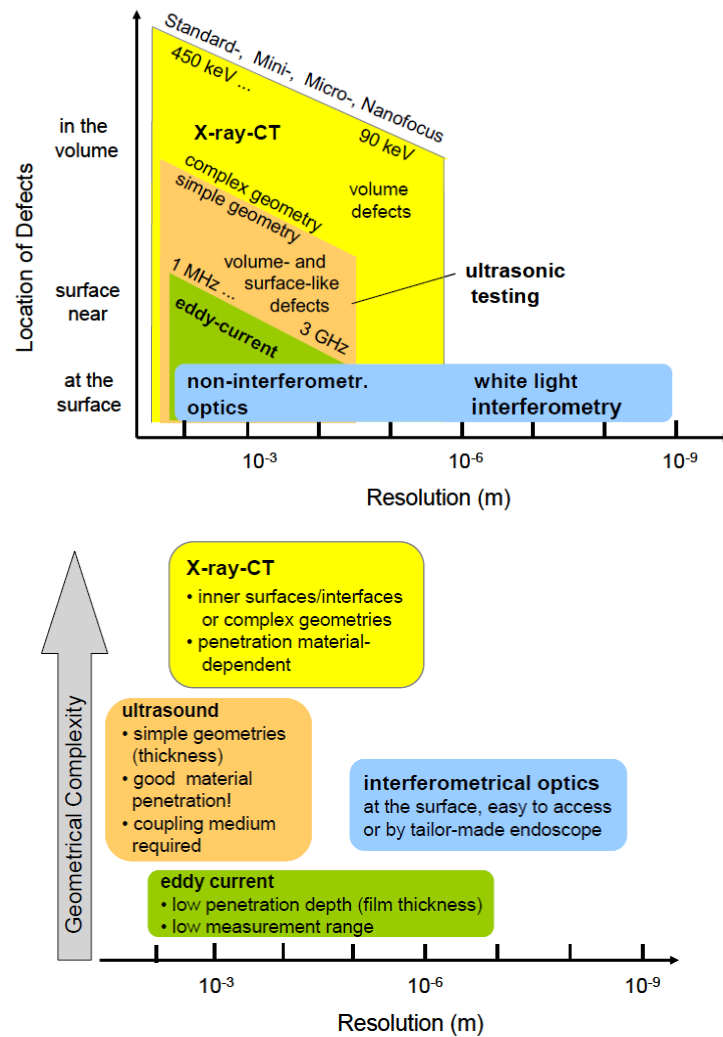 Standard-, Mini-, Micro-, Nanofocus
450 keV ...
90 keV
in the
volume
X-ray-CT
complex geometry
simple geometry
volume
defects
Location of Defects
1 MHz ...
volume- and
surface-like
defects
ultrasonic
testing
surface
near
eddy-current
3 GHz
at the
surface
non-interferometr.
optics
white light
interferometry
10-3
10-6
10-9
Resolution (m)
X-ray-CT
• inner surfaces/interfaces
or complex geometries
• penetration material-
dependent
Geometrical Complexity
ultrasound
• simple geometries
(thickness)
• good material
penetration!
• coupling medium
required
interferometrical optics
at the surface, easy to access
or by tailor-made endoscope
eddy current
• low penetration depth (film thickness)
• low measurement range
10-3
10-6
10-9
Resolution (m)